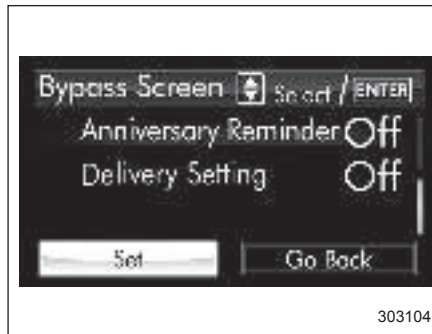 Bypass Screen Select / ENTER
Anniversary Reminder Off
Delivery Setting Off
Set Go Back
303104